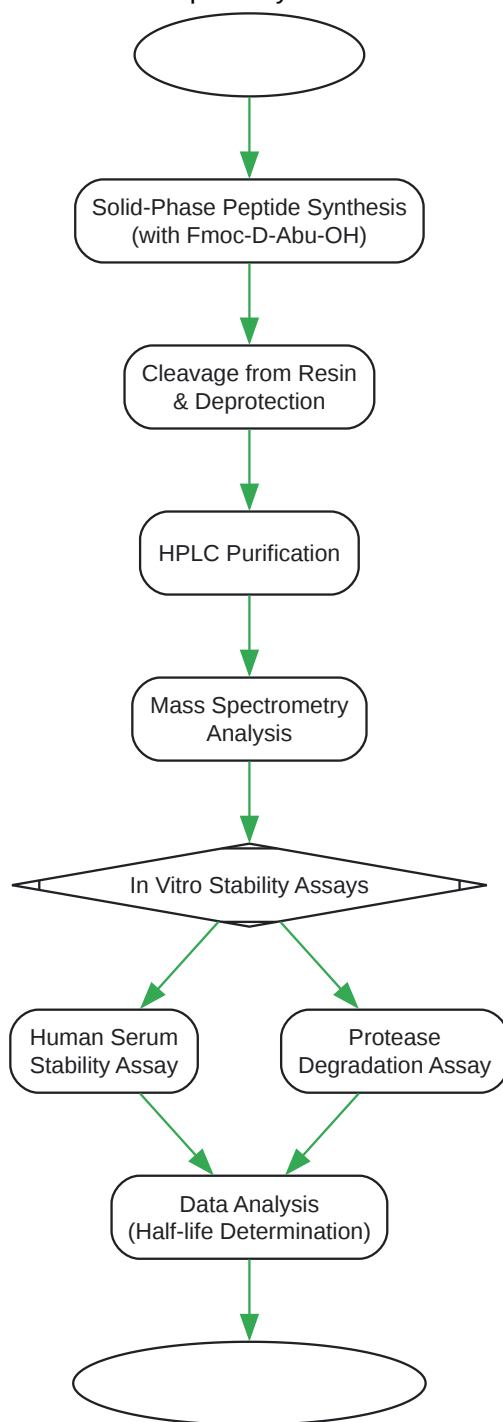 Solid-Phase Peptide Synthesis
(with Fmoc-D-Abu-OH)
Cleavage from Resin
& Deprotection
HPLC Purification
Mass Spectrometry
Analysis
In Vitro Stability Assays
Human Serum
Stability Assay
Protease
Degradation Assay
Data Analysis
(Half-life Determination)